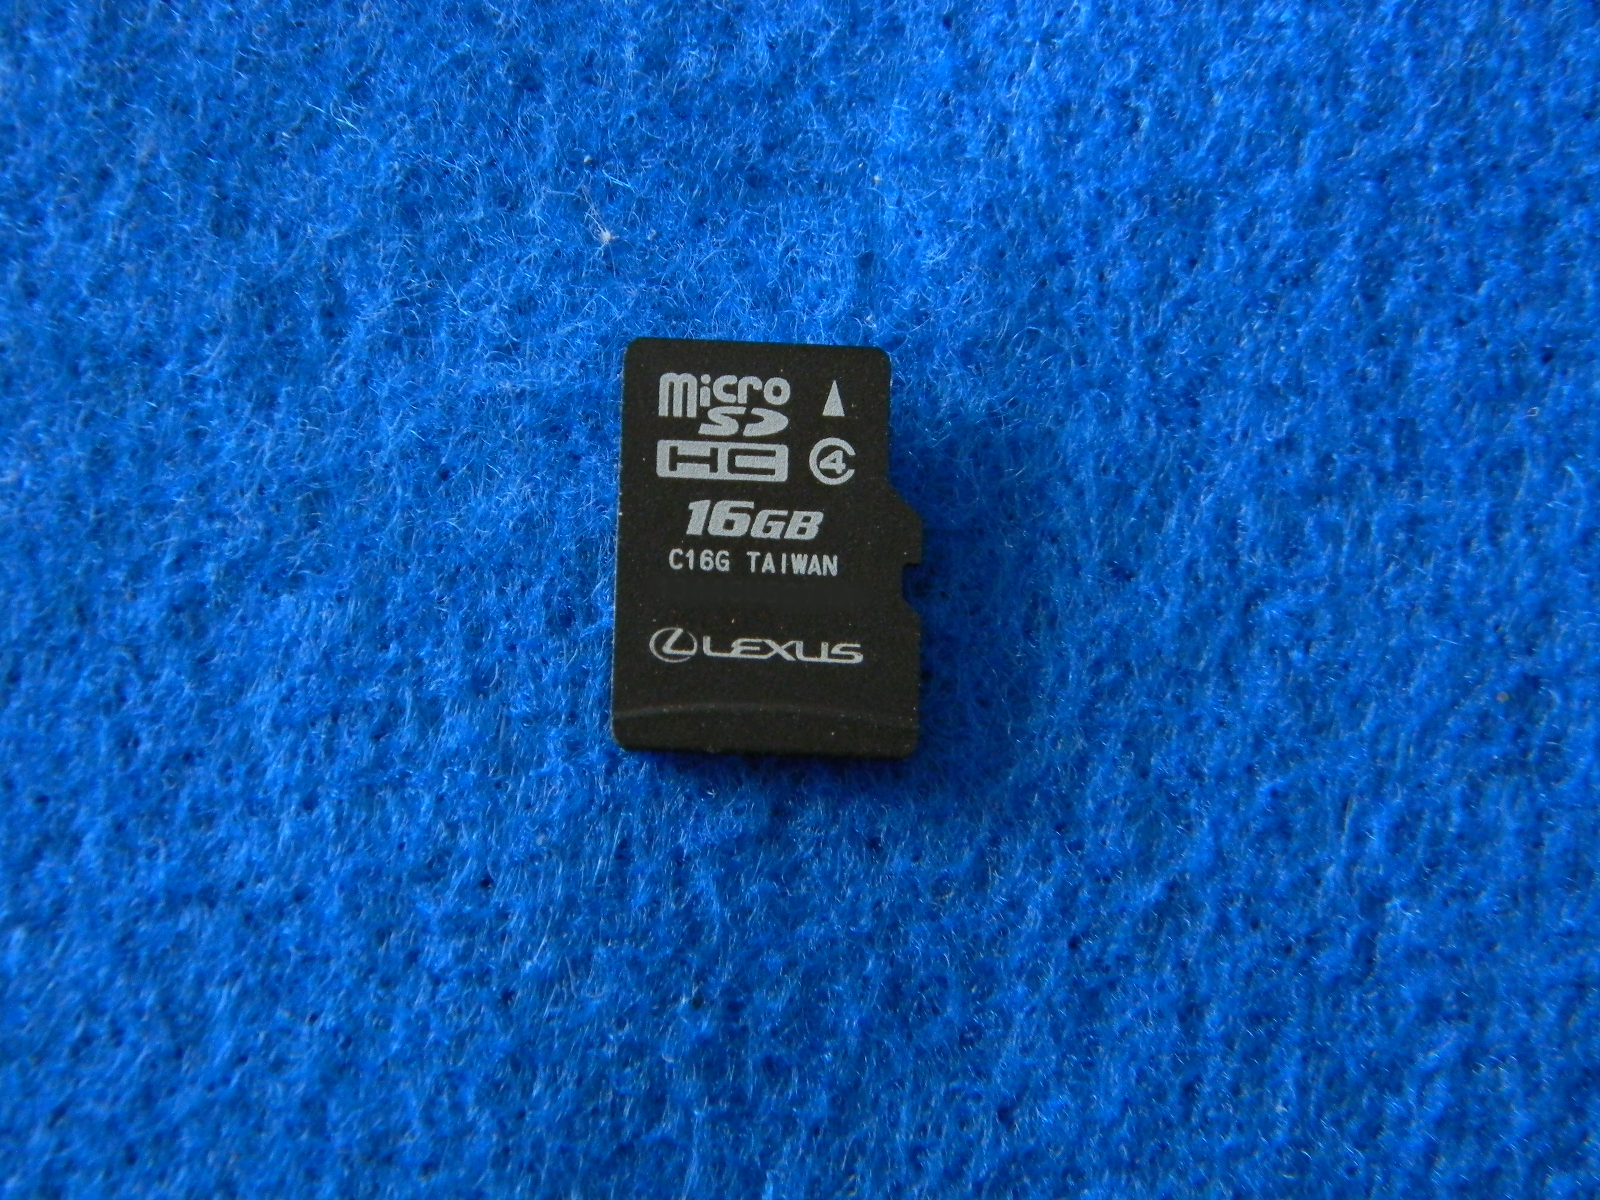 micro
SD
HC 4
16GB
C16G TAIWAN
LEXUS